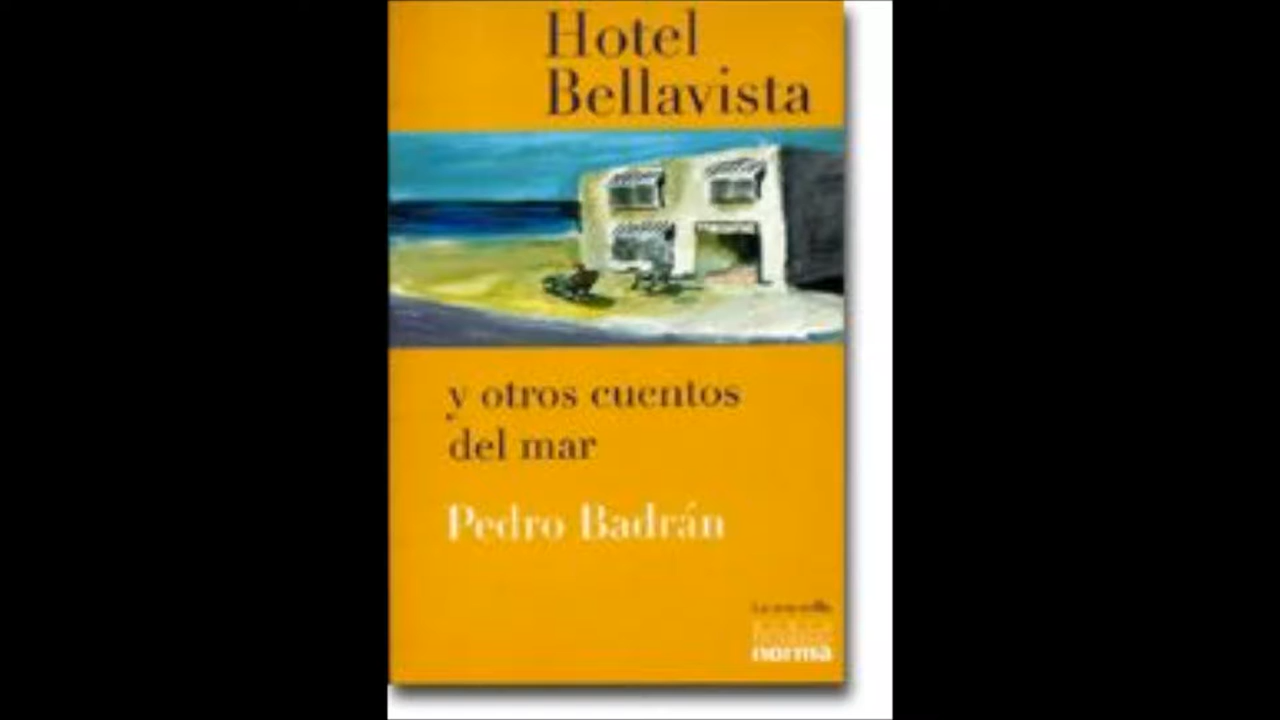 Hotel
Bellavista
y otros cuentos
del mar
Pedro Badrán
norma